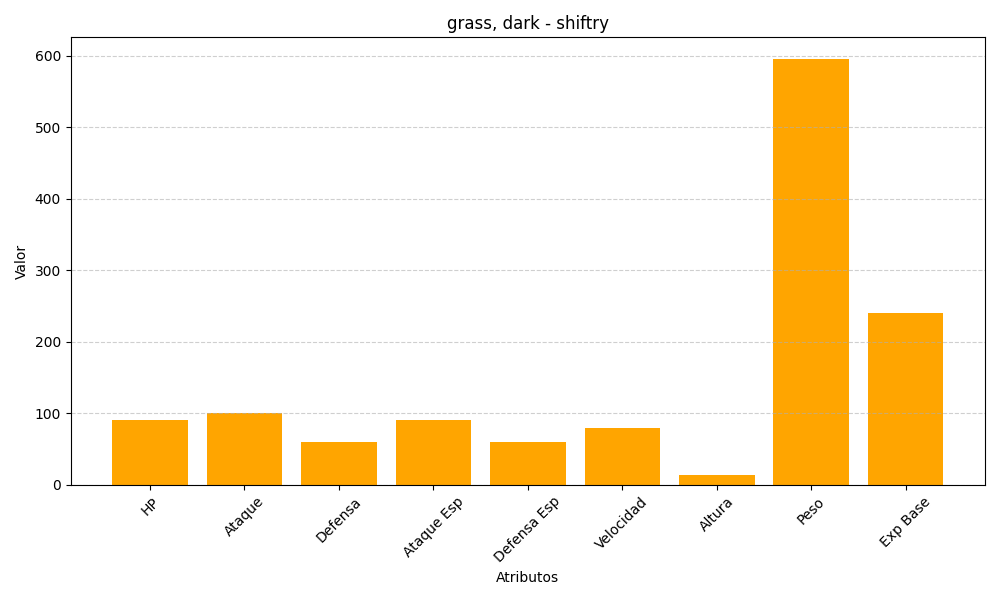 grass, dark - shiftry
600
500
400
300
200
100
0
Valor
HP
Ataque
Defensa
Ataque Esp
Defensa Esp
Velocidad
Altura
Peso
Exp Base
Atributos